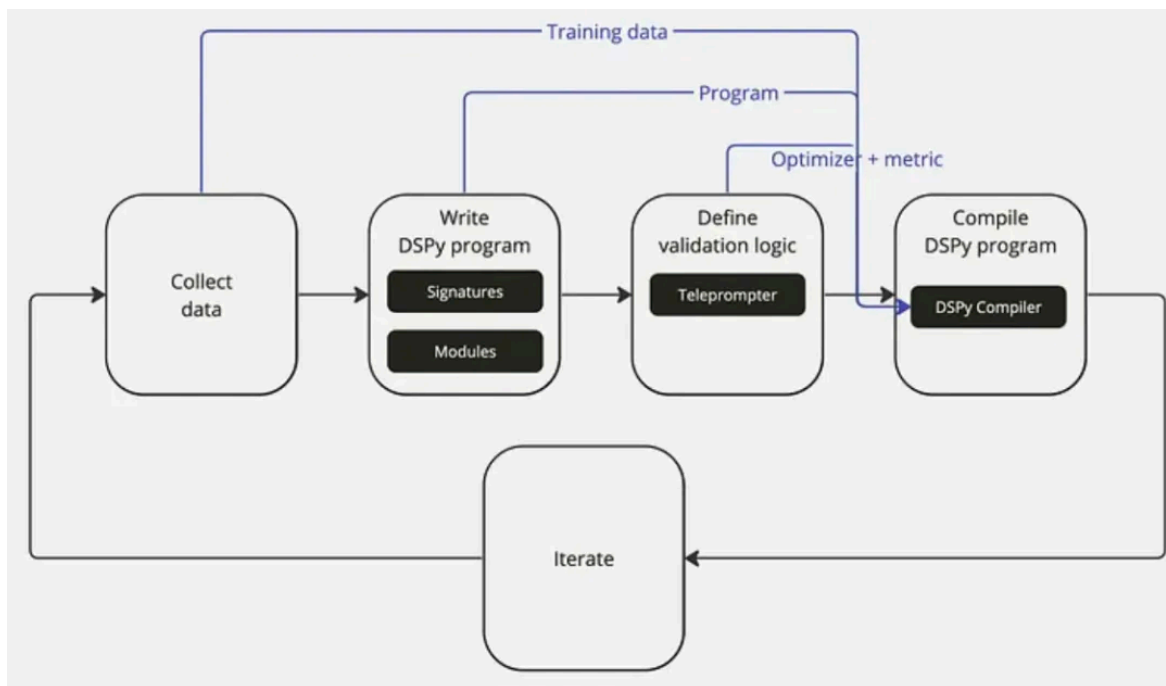 Training data
Program
Optimizer + metric
Collect
data
Write
DSPy program
Signatures
Modules
Define
validation logic
Teleprompter
Compile
DSPy program
DSPy Compiler
Iterate